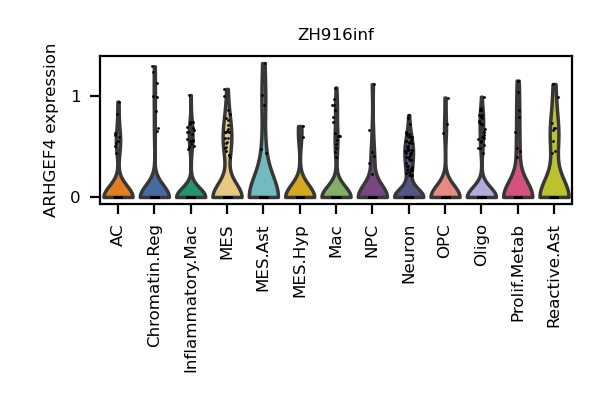 ZH916inf
ARHGEF4 expression
1
0
AC
Chromatin.Reg
Inflammatory.Mac
MES
MES.Ast
MES.Hyp
Mac
NPC
Neuron
OPC
Oligo
Prolif.Metab
Reactive.Ast